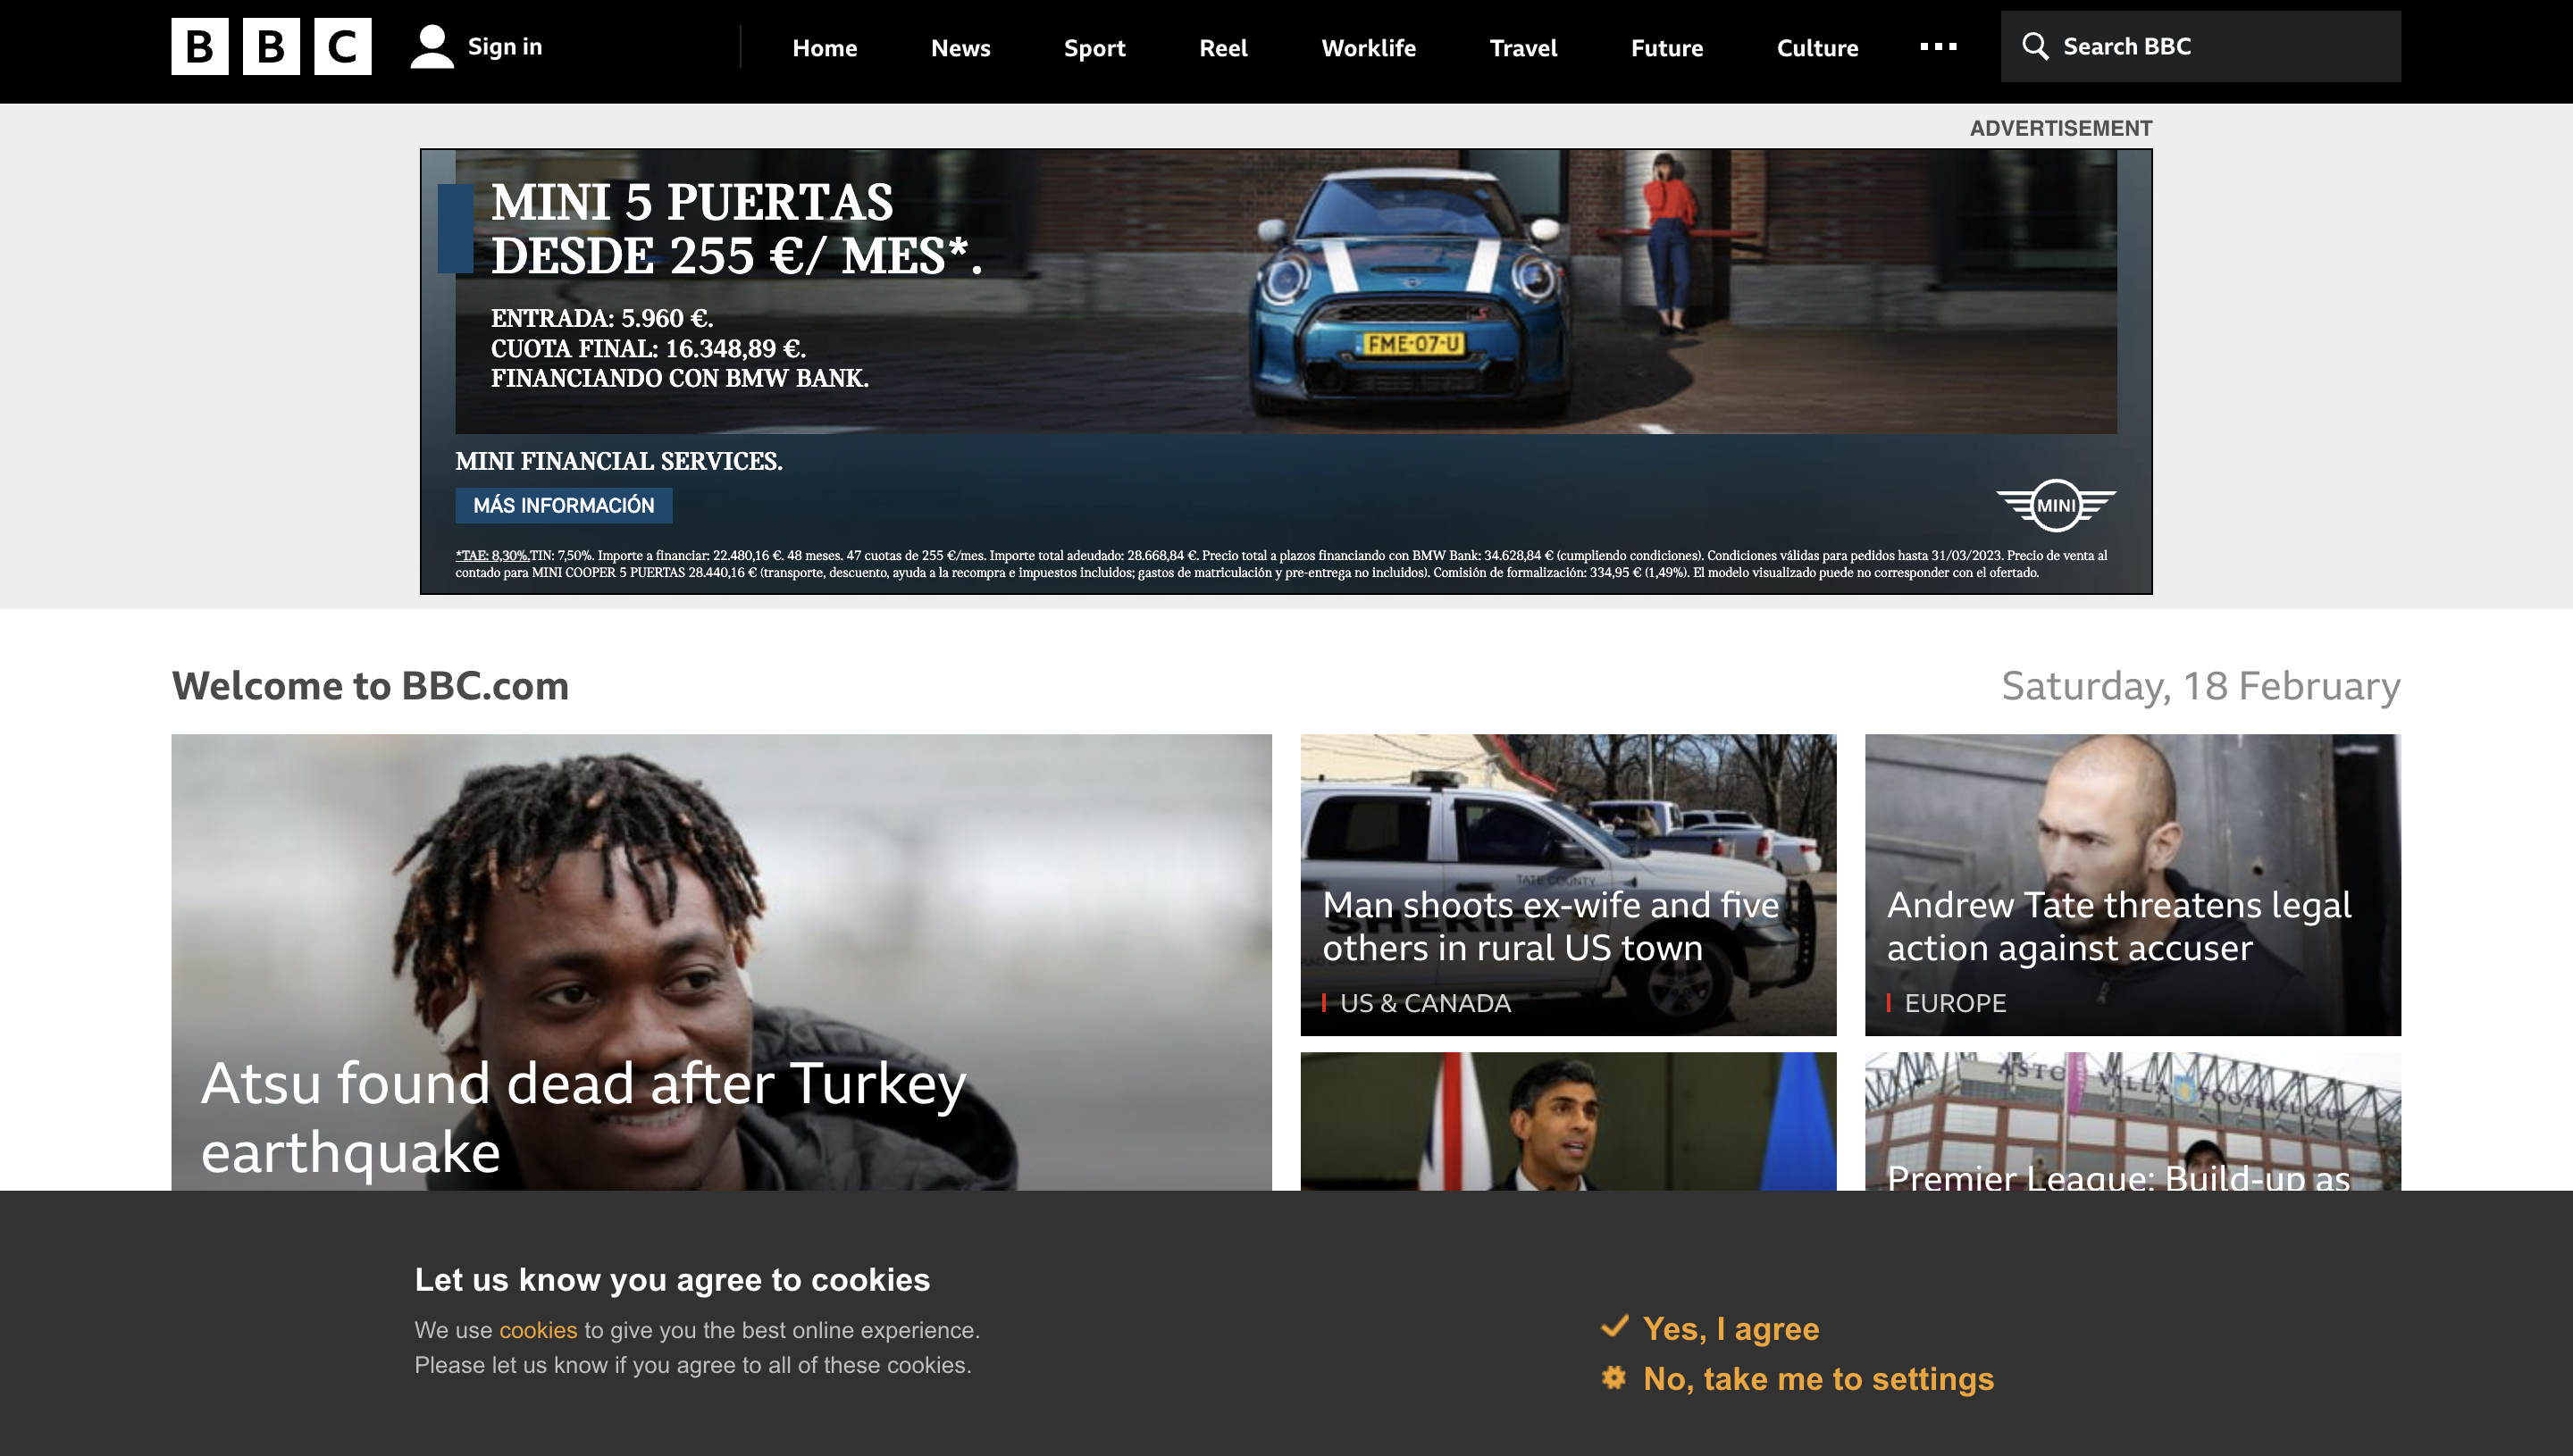 BBC
Sign in
Home
News
Sport
Reel
Worklife
Travel
Future
Culture
Search BBC
ADVERTISEMENT
MINI 5 PUERTAS
DESDE 255 €/ MES*.
ENTRADA: 5.960 €.
CUOTA FINAL: 16.348,89 €.
FINANCIANDO CON BMW BANK.
FME-07-U
MINI FINANCIAL SERVICES.
MÁS INFORMACIÓN
MINI
*TAE: 8,30%.TIN: 7,50%. Importe a financiar: 22.480,16 €. 48 meses. 47 cuotas de 255 €/mes. Importe total adeudado: 28.668,84 €. Precio total a plazos financiando con BMW Bank: 34.628,84 € (cumpliendo condiciones). Condiciones válidas para pedidos hasta 31/03/2023. Precio de venta al
contado para MINI COOPER 5 PUERTAS 28.440,16 € (transporte, descuento, ayuda a la recompra e impuestos incluidos; gastos de matriculación y pre-entrega no incluidos). Comisión de formalización: 334,95 € (1,49%). El modelo visualizado puede no corresponder con el ofertado.
Welcome to BBC.com
Saturday, 18 February
Atsu found dead after Turkey
earthquake
TATE COUNTY
SHERIFF
Man shoots ex-wife and five
others in rural US town
US & CANADA
Andrew Tate threatens legal
action against accuser
EUROPE
ASTO VILLA FOOTBALL CLUB
Premier League: Build-up as
Let us know you agree to cookies
We use cookies to give you the best online experience.
Please let us know if you agree to all of these cookies.
Yes, I agree
No, take me to settings